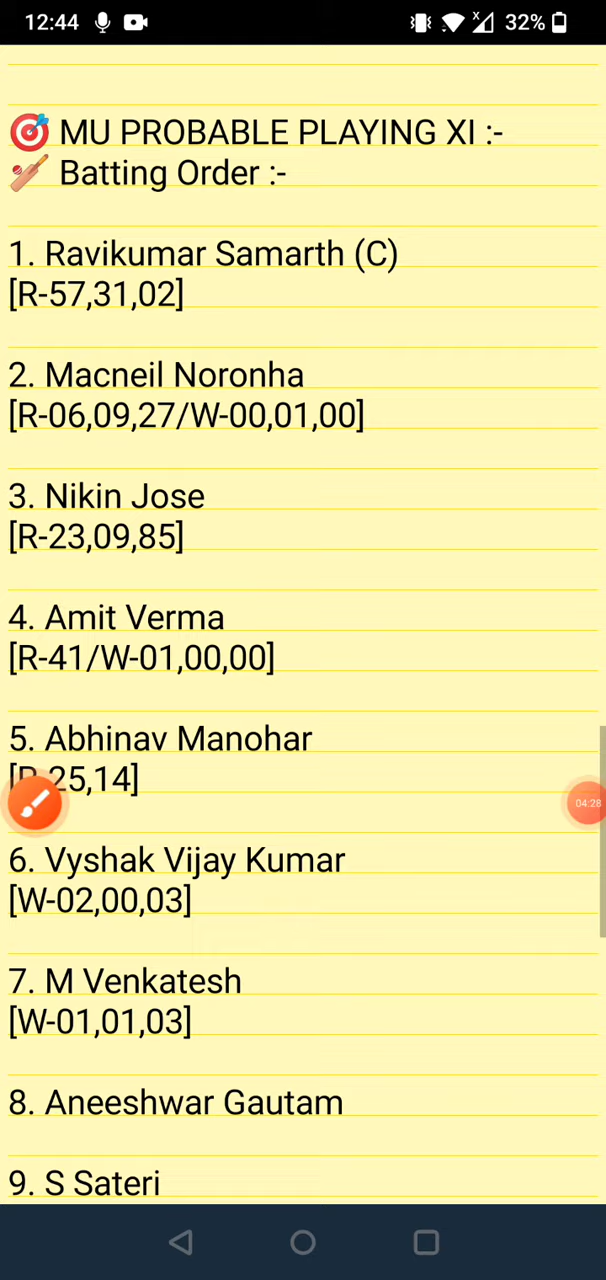 12:44 32%
🎯 MU PROBABLE PLAYING XI :-
🏏 Batting Order :-
1. Ravikumar Samarth (C)
[R-57,31,02]
2. Macneil Noronha
[R-06,09,27/W-00,01,00]
3. Nikin Jose
[R-23,09,85]
4. Amit Verma
[R-41/W-01,00,00]
5. Abhinav Manohar
[R-25,14]
04:28
6. Vyshak Vijay Kumar
[W-02,00,03]
7. M Venkatesh
[W-01,01,03]
8. Aneeshwar Gautam
9. S Sateri